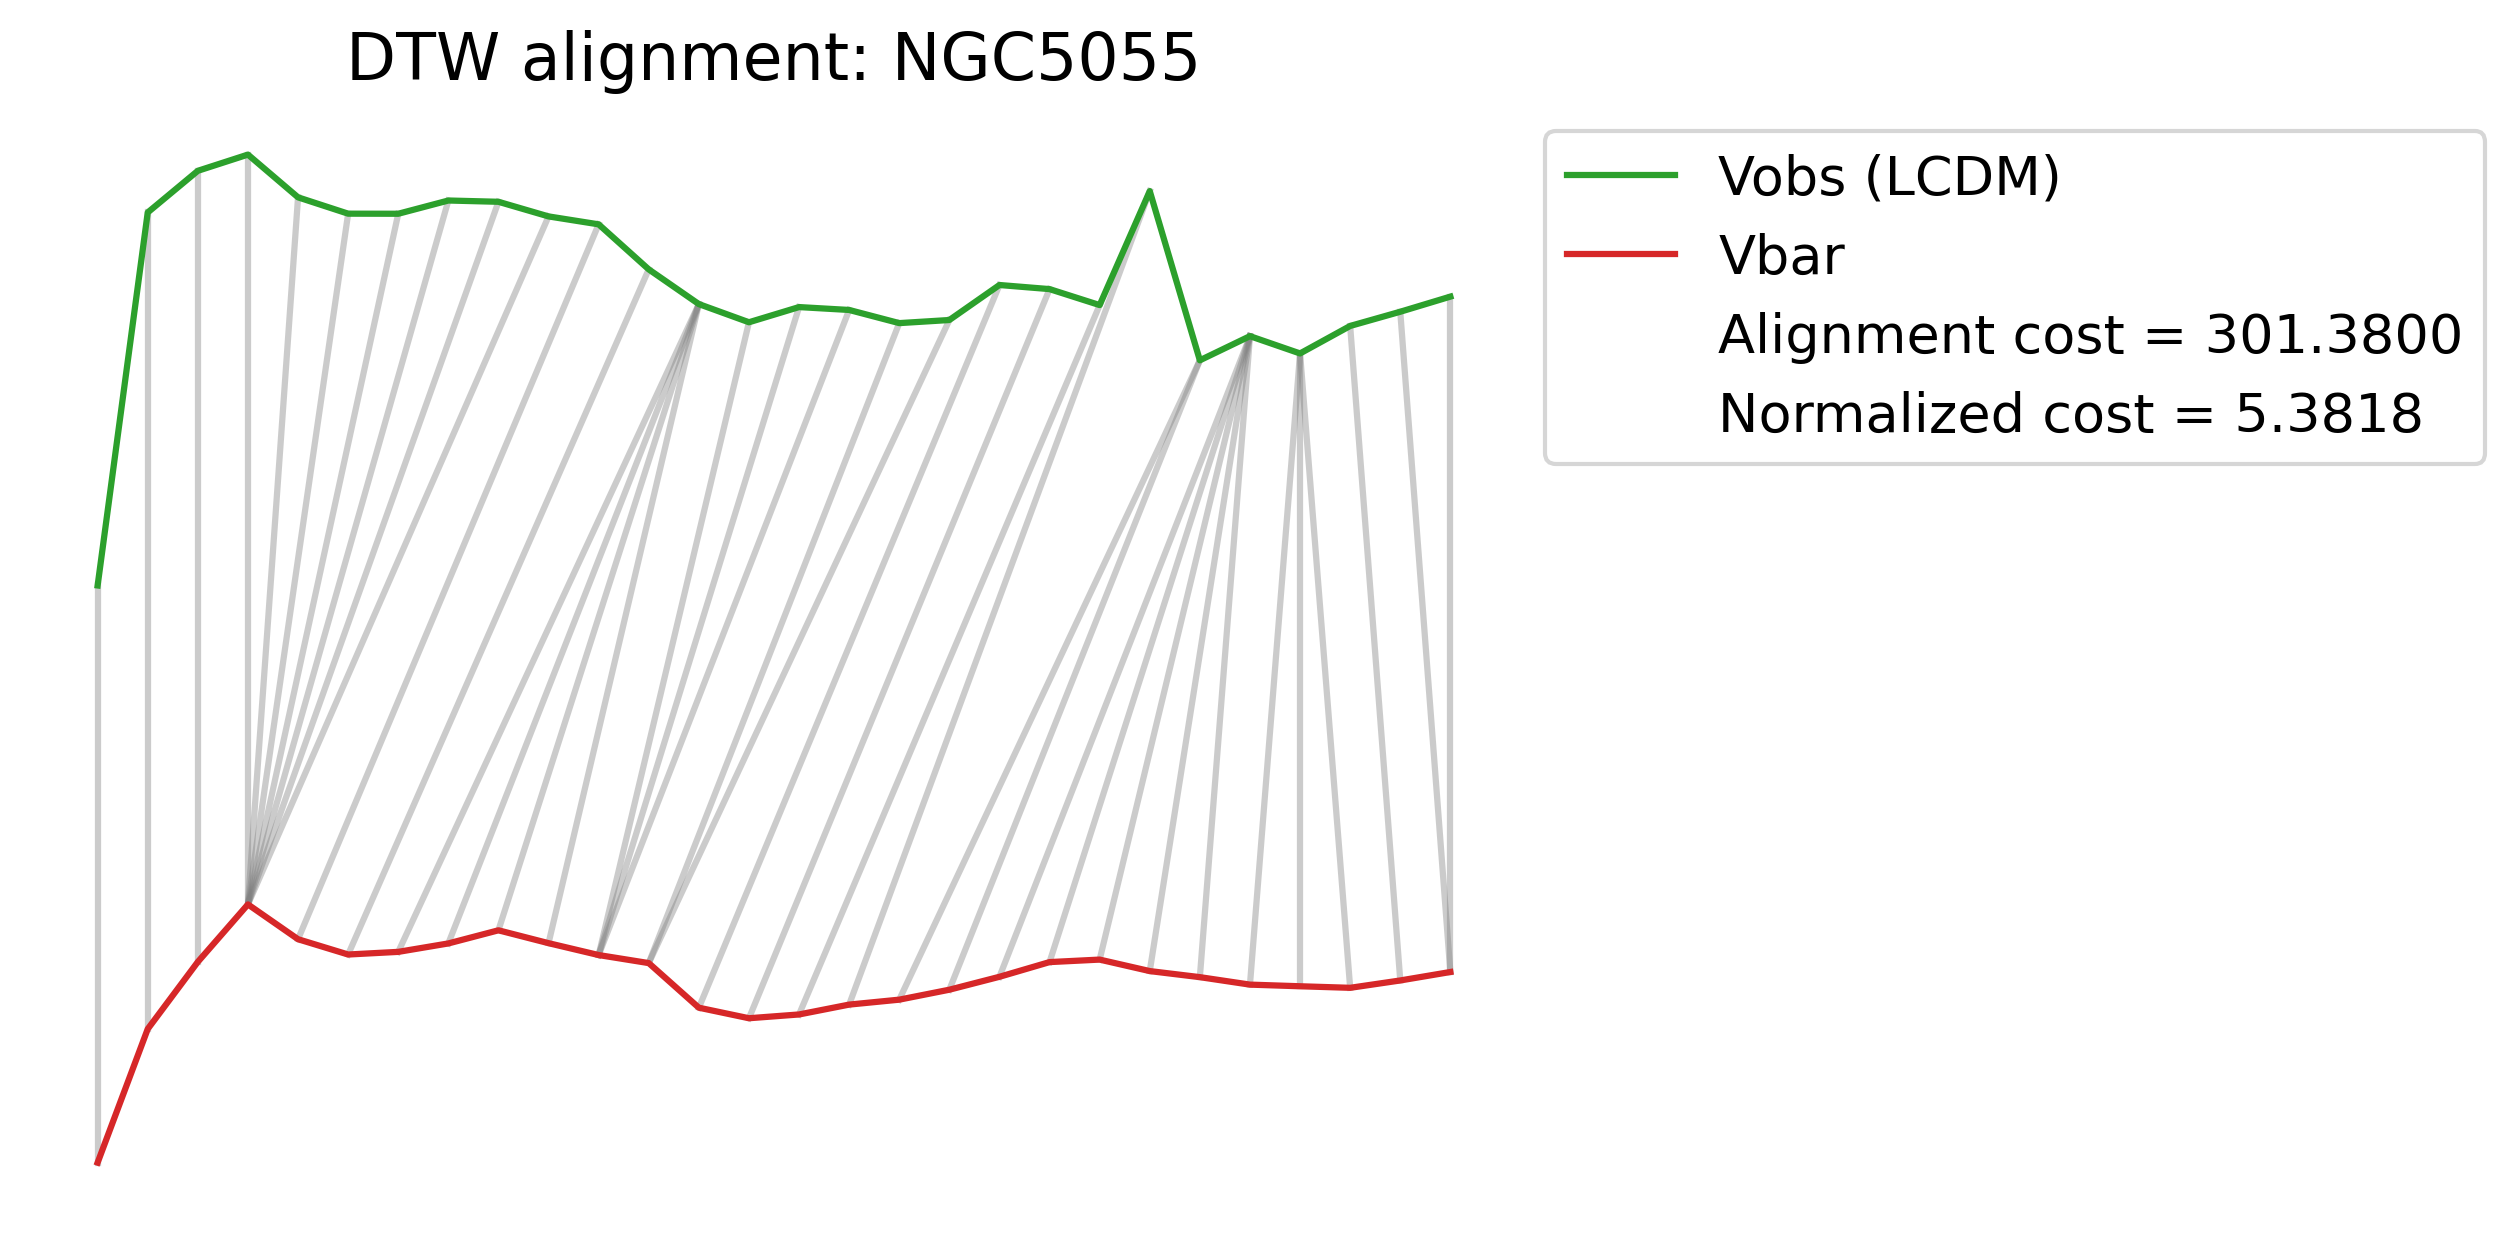 DTW alignment: NGC5055
Vobs (LCDM)
Vbar
Alignment cost = 301.3800
Normalized cost = 5.3818